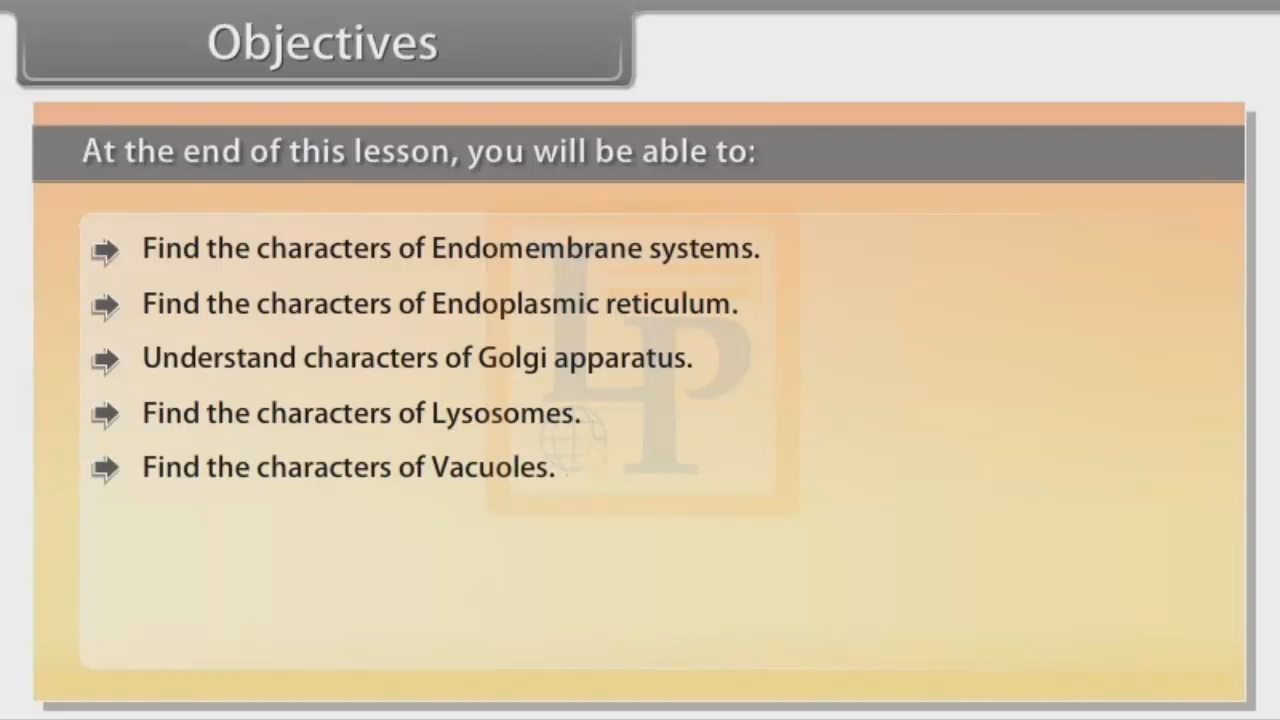 Objectives
At the end of this lesson, you will be able to:
Find the characters of Endomembrane systems.
Find the characters of Endoplasmic reticulum.
Understand characters of Golgi apparatus.
Find the characters of Lysosomes.
Find the characters of Vacuoles.
LP